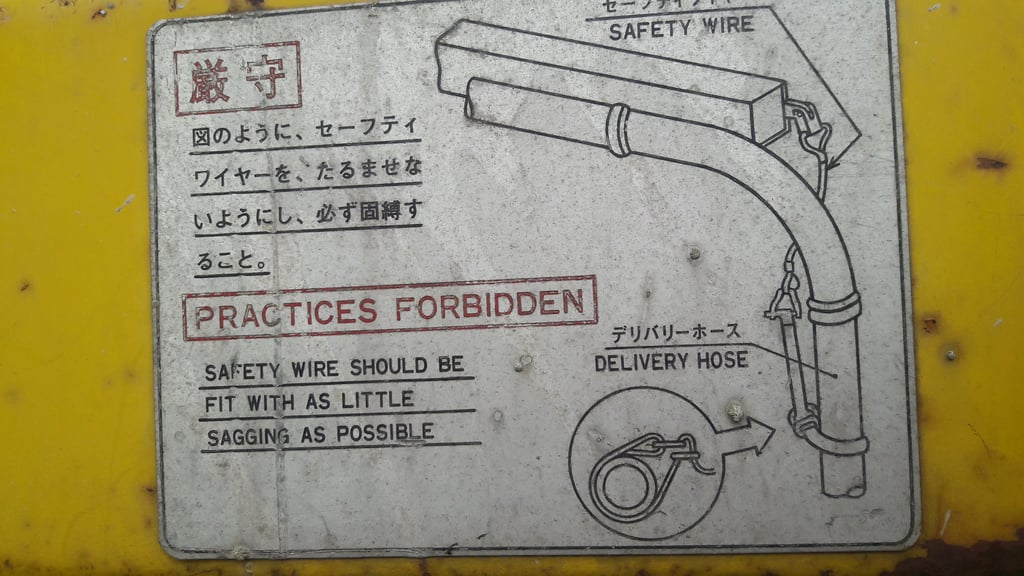 厳守
図のように、セーフティ
ワイヤーを、たるませな
いようにし、必ず固縛す
ること。
PRACTICES FORBIDDEN
SAFETY WIRE SHOULD BE
FIT WITH AS LITTLE
SAGGING AS POSSIBLE
SAFETY WIRE
デリバリーホース
DELIVERY HOSE